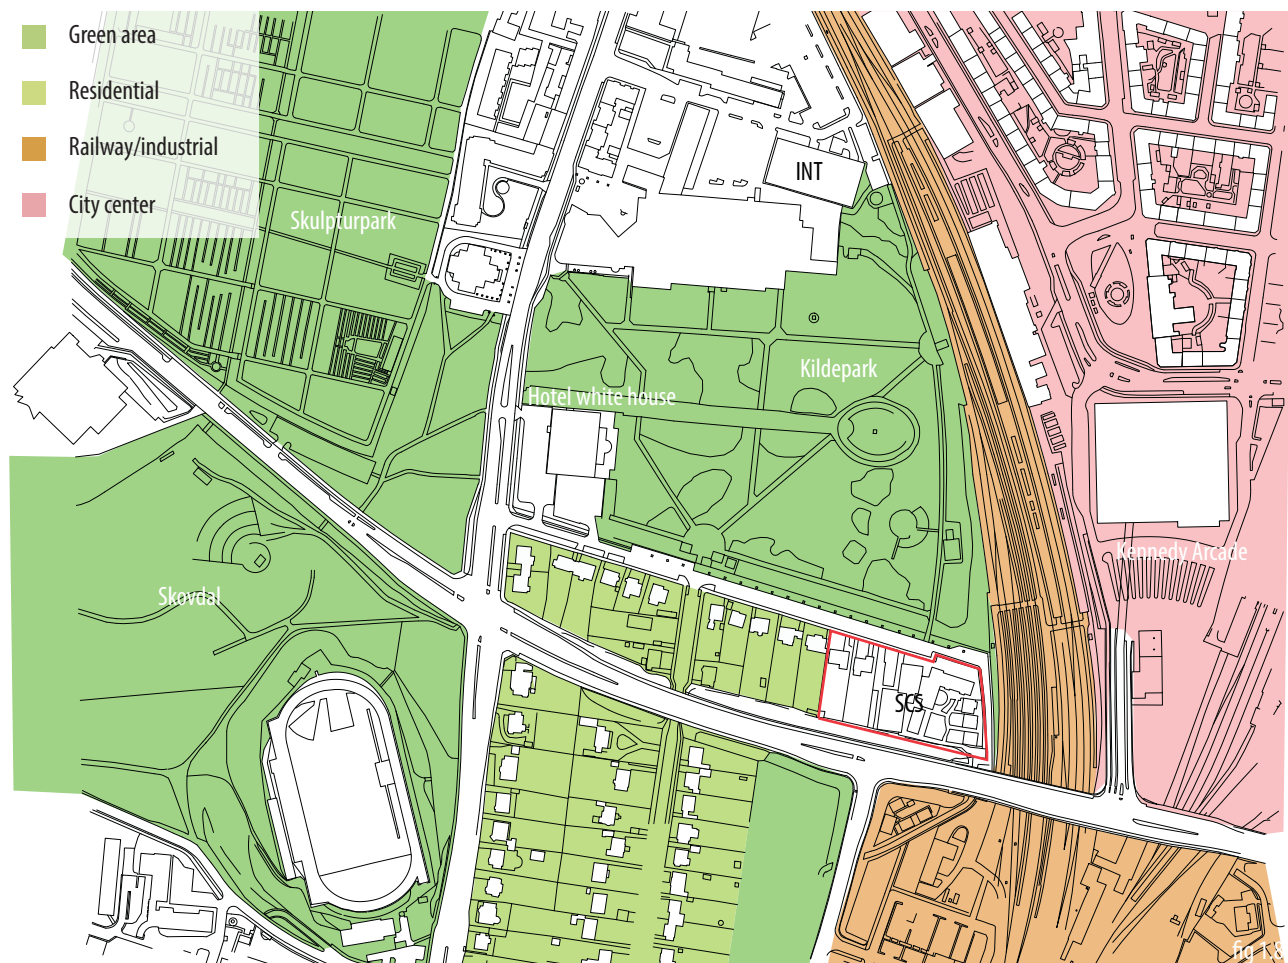 Green area
Residential
Railway/industrial
City center
INT
Skulpturpark
Kildepark
Hotel white house
Kennedy Arcade
Skovdal
SCS
fig 1.8